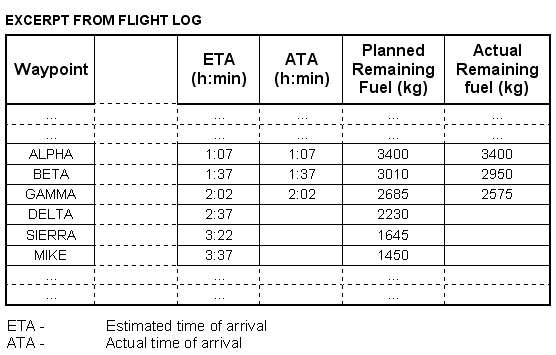 EXCERPT FROM FLIGHT LOG
Waypoint ETA (h:min) ATA (h:min) Planned Remaining Fuel (kg) Actual Remaining fuel (kg)
... ... ... ... ...
... ... ... ... ...
ALPHA 1:07 1:07 3400 3400
BETA 1:37 1:37 3010 2950
GAMMA 2:02 2:02 2685 2575
DELTA 2:37 2230
SIERRA 3:22 1645
MIKE 3:37 1450
... ... ... ... ...
... ... ... ... ...
ETA - Estimated time of arrival
ATA - Actual time of arrival